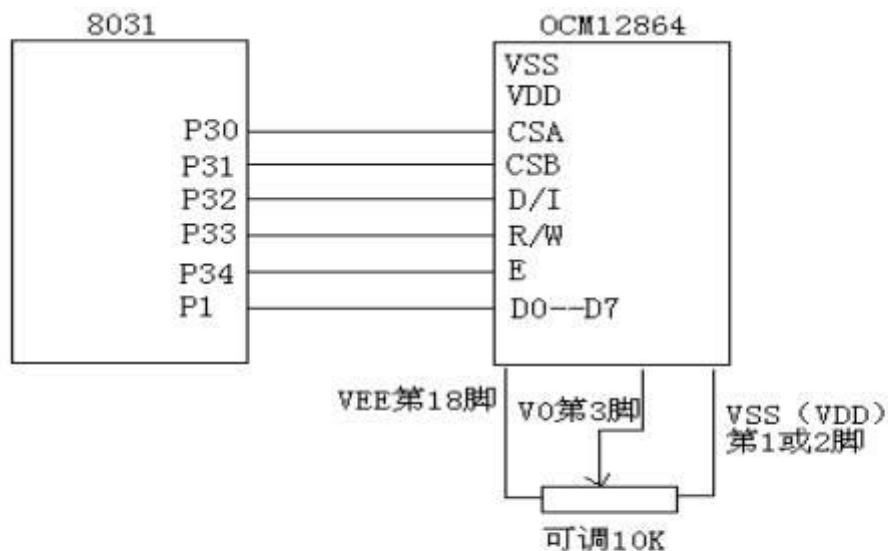 8031
OCM12864
VSS
VDD
P30
CSA
P31
CSB
P32
D/I
P33
R/W
P34
E
P1
D0--D7
VEE第18脚
V0第3脚
VSS（VDD）
第1或2脚
可调10K